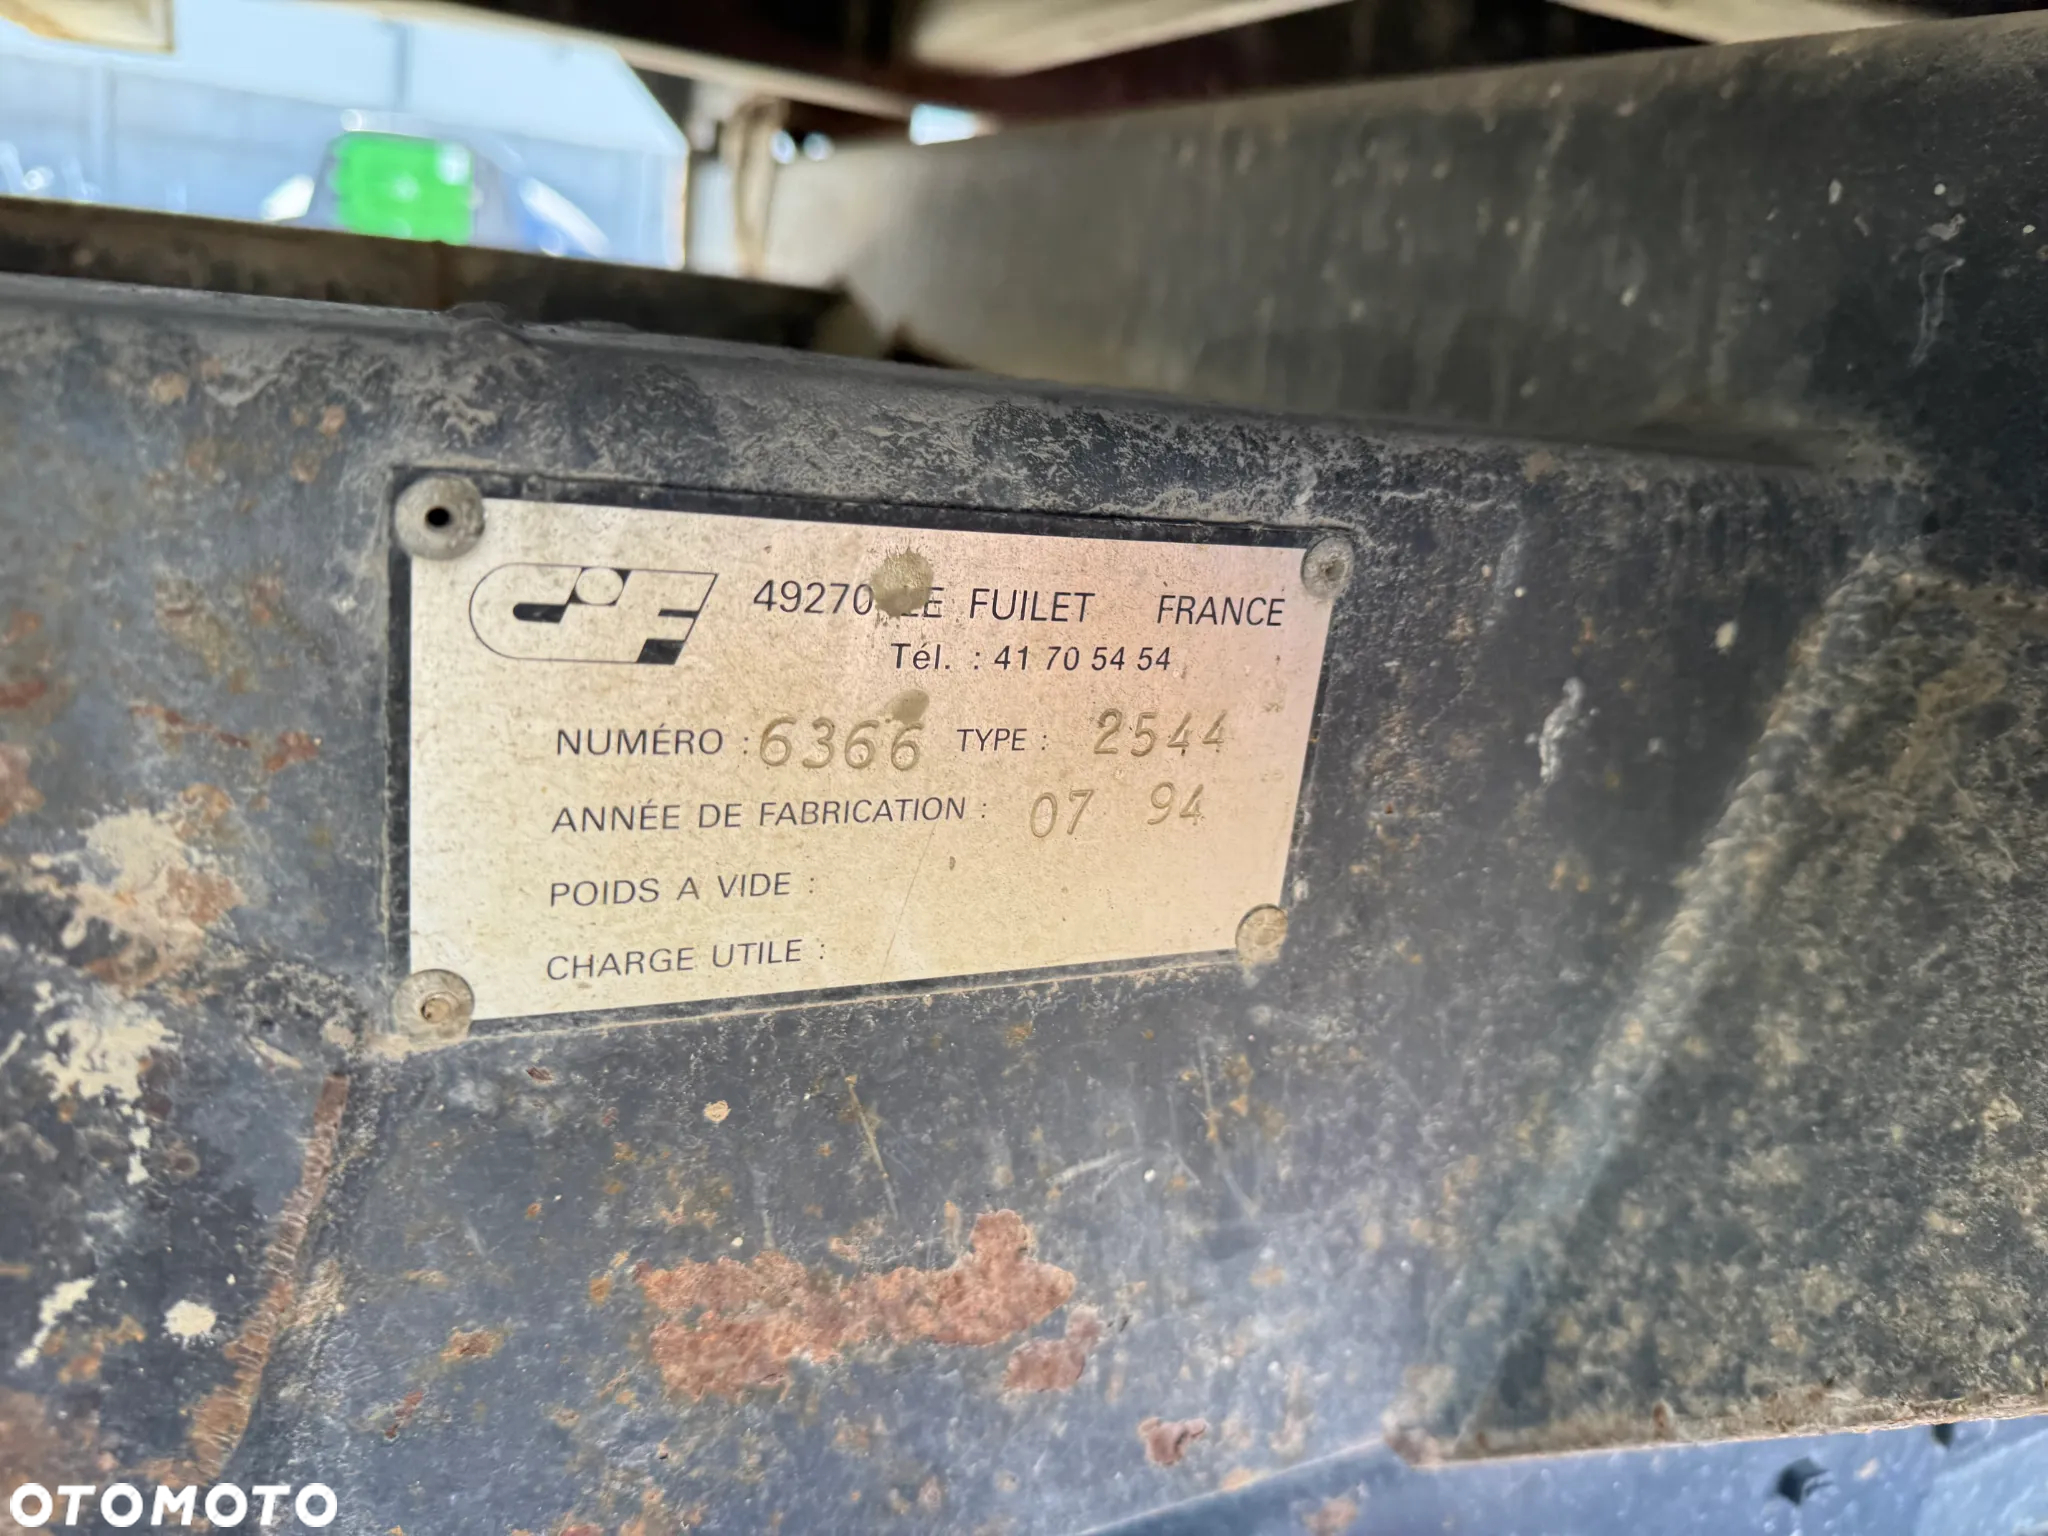 CIF 49270 LE FUILET FRANCE
Tél. : 41 70 54 54
NUMÉRO : 6366 TYPE : 2544
ANNÉE DE FABRICATION : 07 94
POIDS A VIDE :
CHARGE UTILE :
OTOMOTO